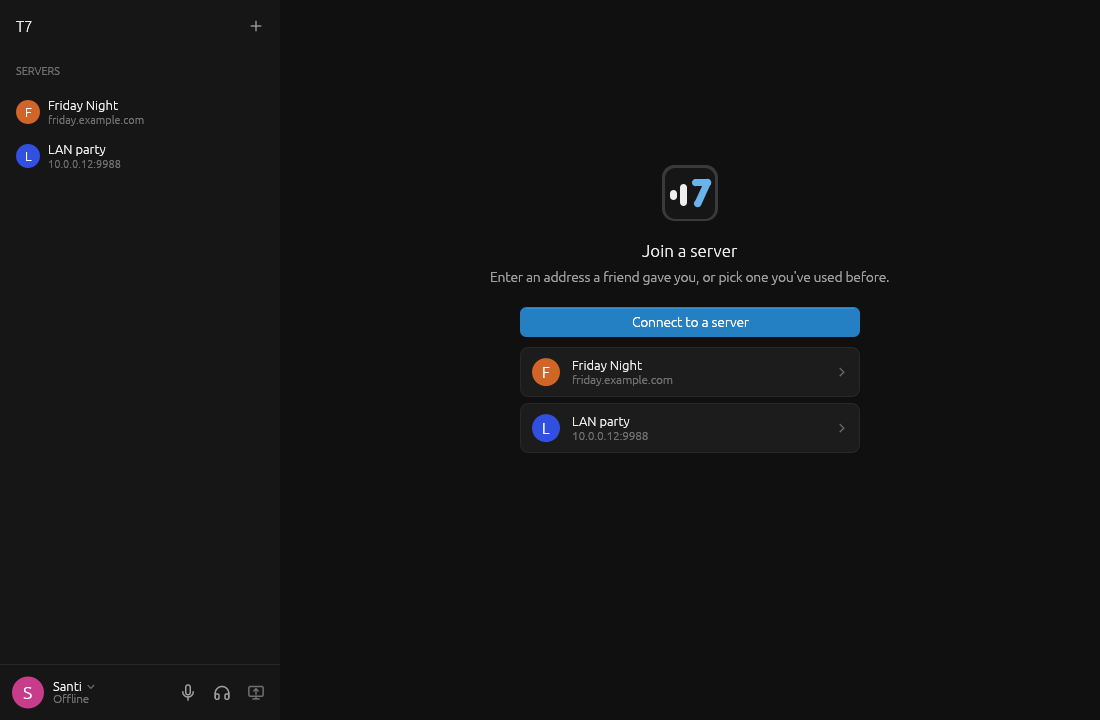 T7
SERVERS
F
Friday Night
friday.example.com
L
LAN party
10.0.0.12:9988
7
Join a server
Enter an address a friend gave you, or pick one you've used before.
Connect to a server
F
Friday Night
friday.example.com
L
LAN party
10.0.0.12:9988
S
Santi
Offline